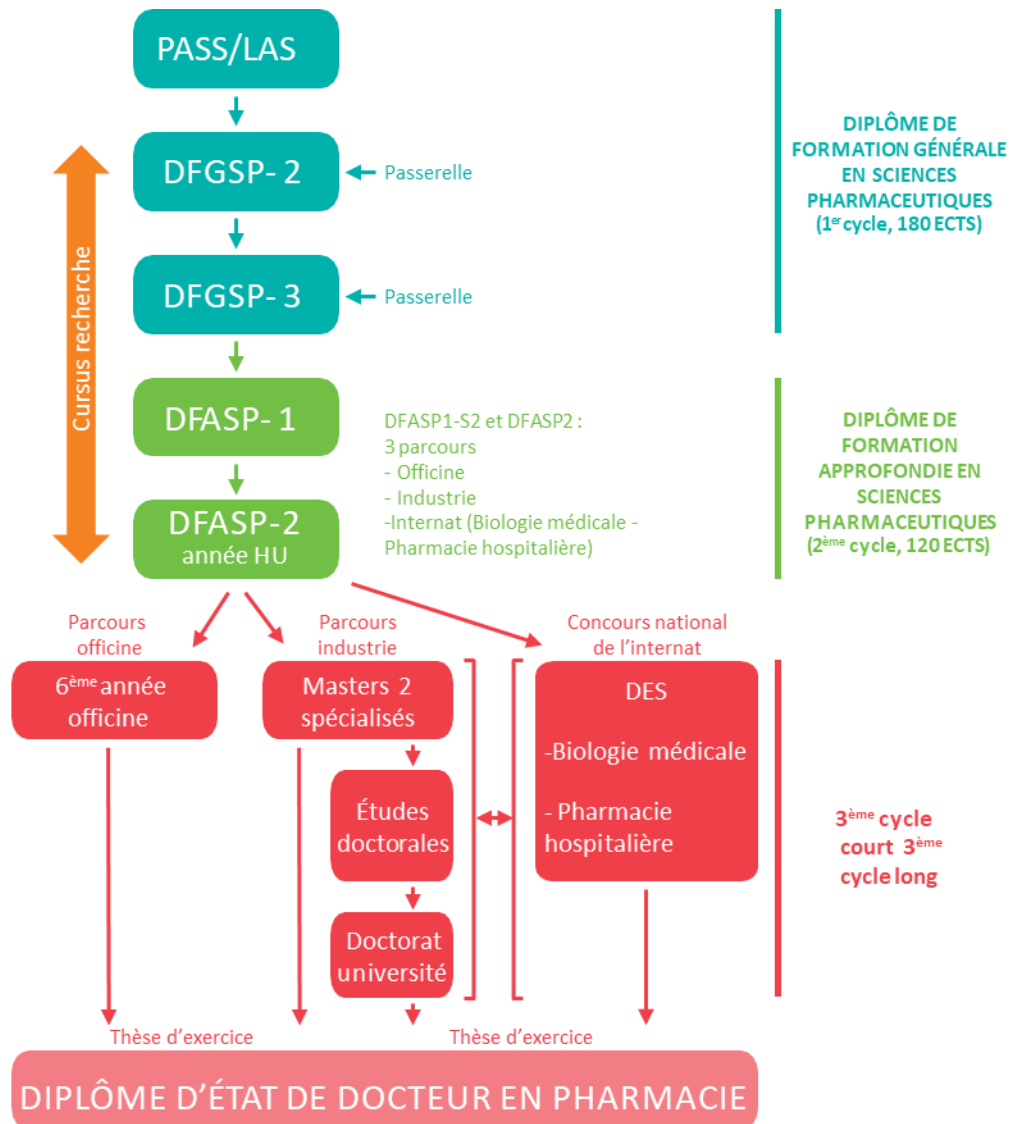 PASS/LAS
DFGSP- 2
Passerelle
DFGSP- 3
Passerelle
Cursus recherche
DIPLÔME DE
FORMATION GÉNÉRALE
EN SCIENCES
PHARMACEUTIQUES
(1er cycle, 180 ECTS)
DFASP- 1
DFASP-2
année HU
DFASP1-S2 et DFASP2 :
3 parcours
- Officine
- Industrie
-Internat (Biologie médicale -
Pharmacie hospitalière)
DIPLÔME DE
FORMATION
APPROFONDIE EN
SCIENCES
PHARMACEUTIQUES
(2ème cycle, 120 ECTS)
Parcours
officine
Parcours
industrie
Concours national
de l’internat
6ème année
officine
Masters 2
spécialisés
Études
doctorales
Doctorat
université
DES
-Biologie médicale
- Pharmacie
hospitalière
3ème cycle
court 3ème
cycle long
Thèse d’exercice
Thèse d’exercice
DIPLÔME D’ÉTAT DE DOCTEUR EN PHARMACIE